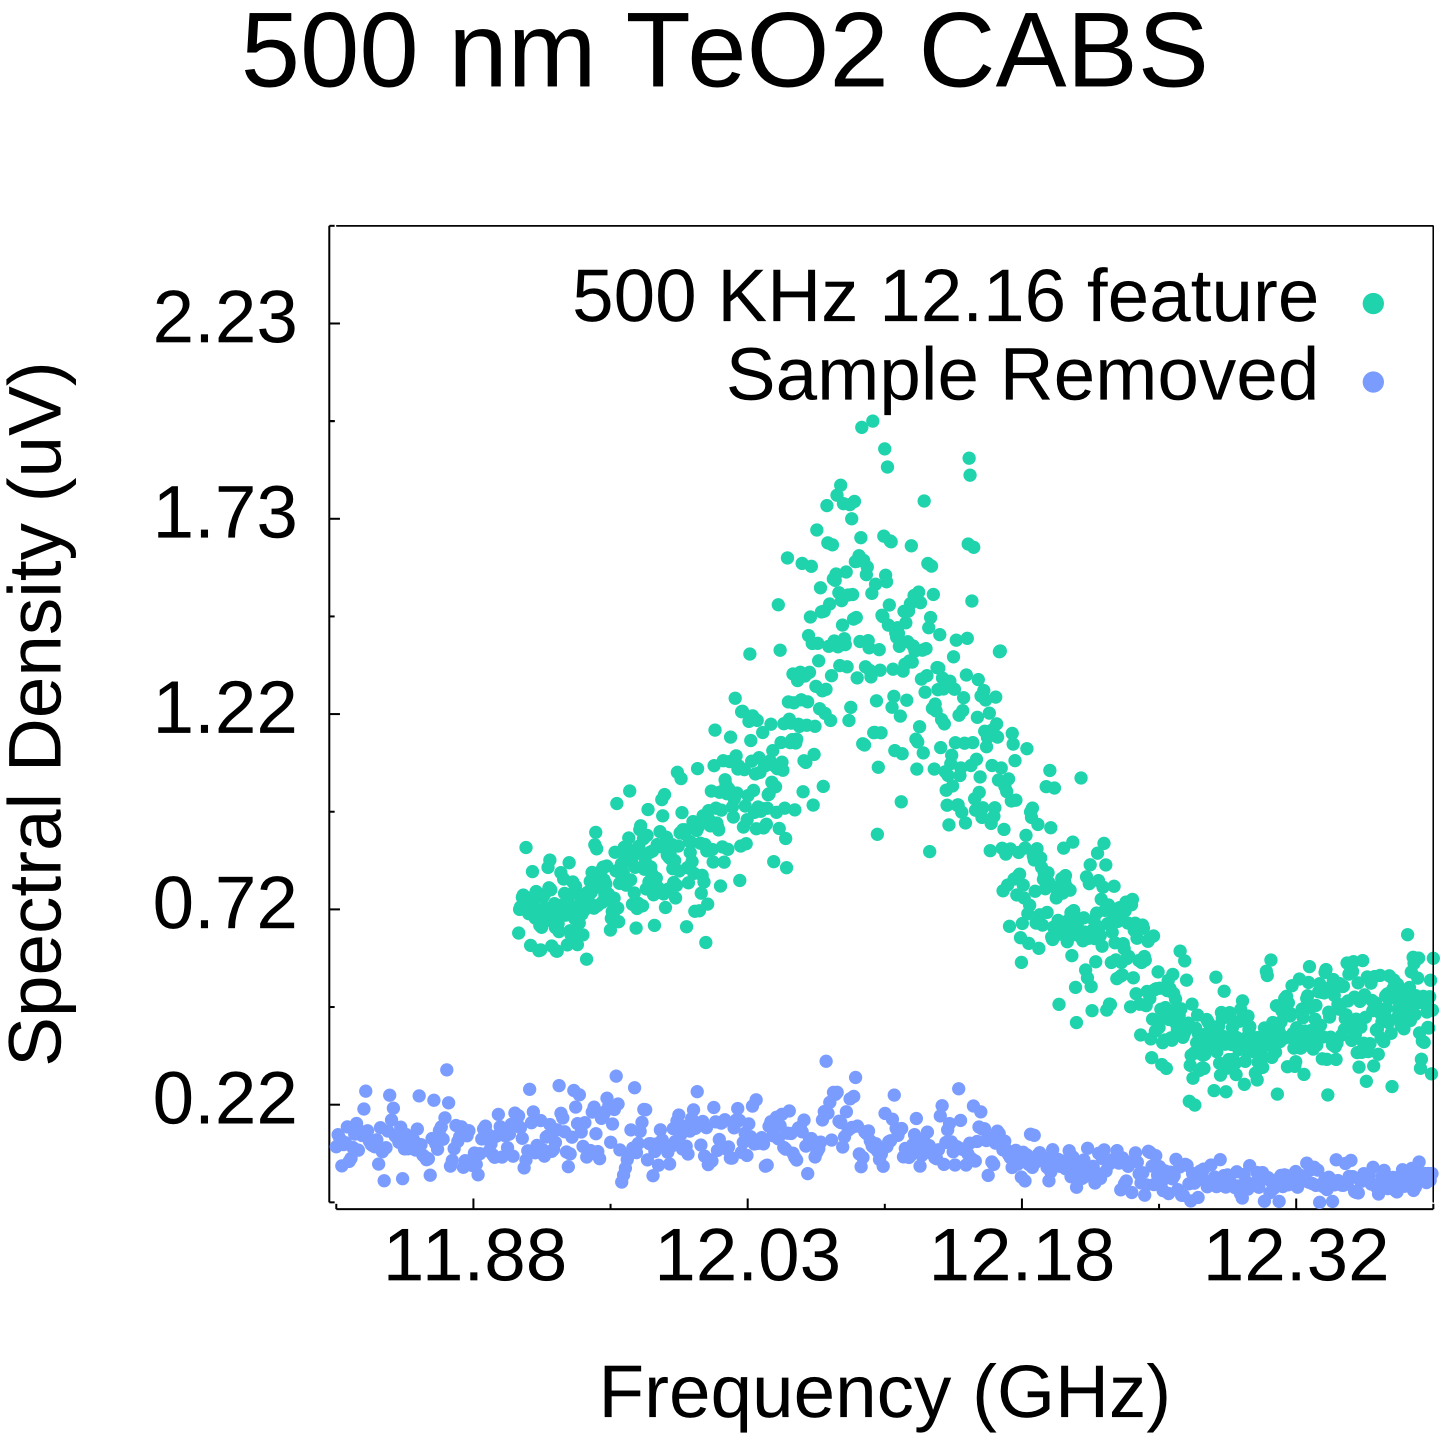 500 nm TeO2 CABS
500 KHz 12.16 feature
Sample Removed
Spectral Density (uV)
2.23
1.73
1.22
0.72
0.22
11.88 12.03 12.18 12.32
Frequency (GHz)